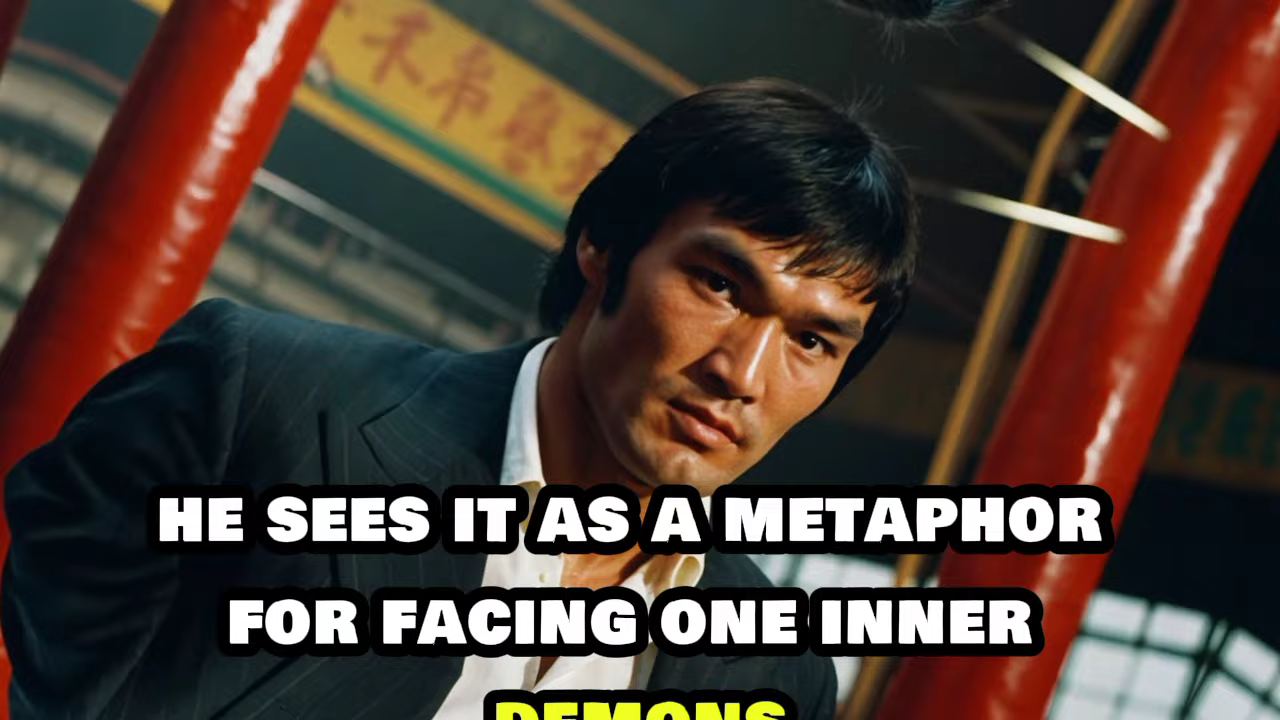 HE SEES IT AS A METAPHOR
FOR FACING ONE INNER
DEMONS